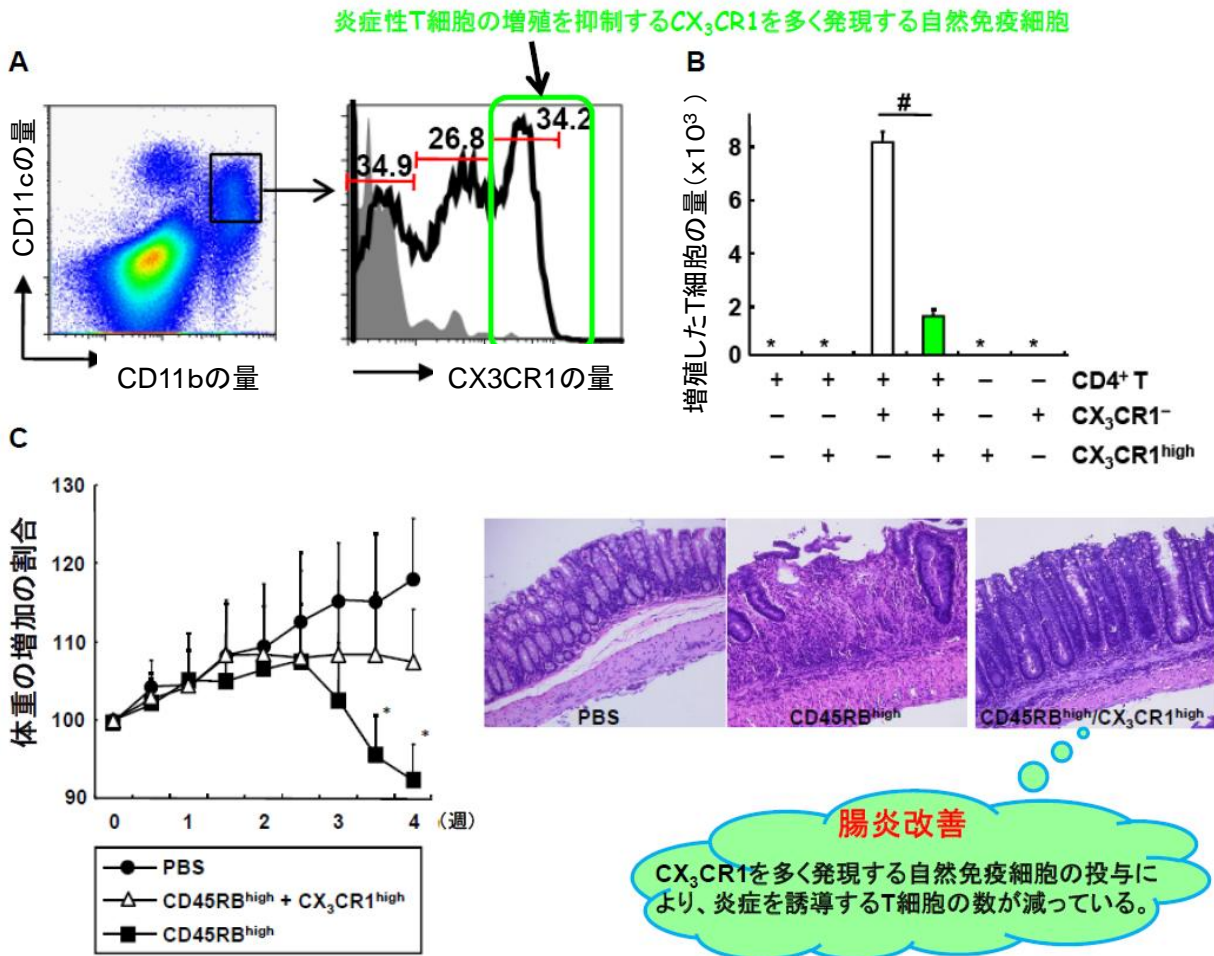 炎症性T細胞の増殖を抑制するCX₃CR1を多く発現する自然免疫細胞
A
CD11cの量
CD11bの量
34.9
26.8
34.2
CX3CR1の量
B
増殖したT細胞の量(×10³)
8
6
4
2
0
#
* * * *
+ + + + – – CD4⁺ T
– – + + – + CX₃CR1⁻
– + – + + – CX₃CR1ʰⁱᵍʰ
C
体重の増加の割合
130
120
110
100
90
*
*
0 1 2 3 4 (週)
PBS
CD45RBʰⁱᵍʰ + CX₃CR1ʰⁱᵍʰ
CD45RBʰⁱᵍʰ
PBS
CD45RBʰⁱᵍʰ
CD45RBʰⁱᵍʰ/CX₃CR1ʰⁱᵍʰ
腸炎改善
CX₃CR1を多く発現する自然免疫細胞の投与に
より、炎症を誘導するT細胞の数が減っている。